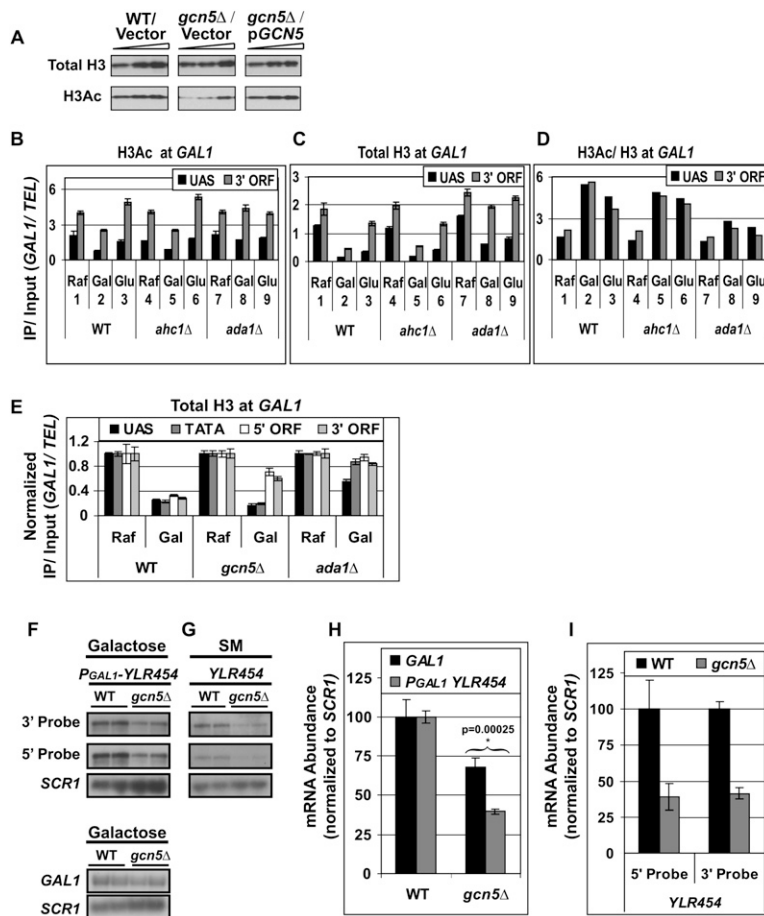 A
WT/ Vector
gcn5Δ/ Vector
gcn5Δ/ pGCN5
Total H3
H3Ac
B
H3Ac at GAL1
UAS 3' ORF
IP/ Input (GAL1/ TEL)
6
3
0
Raf Gal Glu Raf Gal Glu Raf Gal Glu
1 2 3 4 5 6 7 8 9
WT ahc1Δ ada1Δ
C
Total H3 at GAL1
UAS 3' ORF
3
2
1
0
Raf Gal Glu Raf Gal Glu Raf Gal Glu
1 2 3 4 5 6 7 8 9
WT ahc1Δ ada1Δ
D
H3Ac/ H3 at GAL1
UAS 3' ORF
6
3
0
Raf Gal Glu Raf Gal Glu Raf Gal Glu
1 2 3 4 5 6 7 8 9
WT ahc1Δ ada1Δ
E
Total H3 at GAL1
UAS TATA 5' ORF 3' ORF
Normalized
IP/ Input (GAL1/ TEL)
1.2
0.8
0.4
0
Raf Gal Raf Gal Raf Gal
WT gcn5Δ ada1Δ
F
Galactose
PGAL1-YLR454
WT gcn5Δ
3' Probe
5' Probe
SCR1
Galactose
WT gcn5Δ
GAL1
SCR1
G
SM
YLR454
WT gcn5Δ
H
GAL1
PGAL1 YLR454
mRNA Abundance
(normalized to SCR1)
125
100
75
50
25
0
p=0.00025
*
WT gcn5Δ
I
WT gcn5Δ
mRNA Abundance
(normalized to SCR1)
125
100
75
50
25
0
5' Probe 3' Probe
YLR454